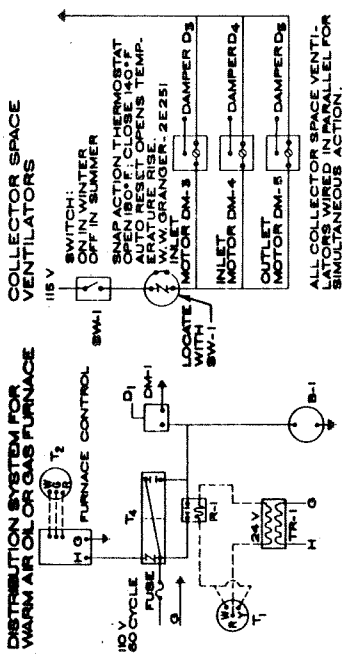 DISTRIBUTION SYSTEM FOR
WARM AIR OIL OR GAS FURNACE
T2
W
G
R
FURNACE CONTROL
H
G
110 V
60 CYCLE
FUSE
G
T4
D1
DM-1
R-1
B-1
24V
TR-1
H
G
T1
W
R
Y
COLLECTOR SPACE
VENTILATORS
115 V
SWITCH:
ON IN WINTER
OFF IN SUMMER
SW-1
SNAP ACTION THERMOSTAT
OPEN 180°F. CLOSE 140°F
AUTO RESET OPENS TEMP-
ERATURE RISE.
W.W. GRANGER - 2E251
LOCATE
WITH
SW-1
INLET
MOTOR DM-3
DAMPER D3
INLET
MOTOR DM-4
DAMPER D4
OUTLET
MOTOR DM-5
DAMPER D5
ALL COLLECTOR SPACE VENTI-
LATORS WIRED IN PARALLEL FOR
SIMULTANEOUS ACTION.